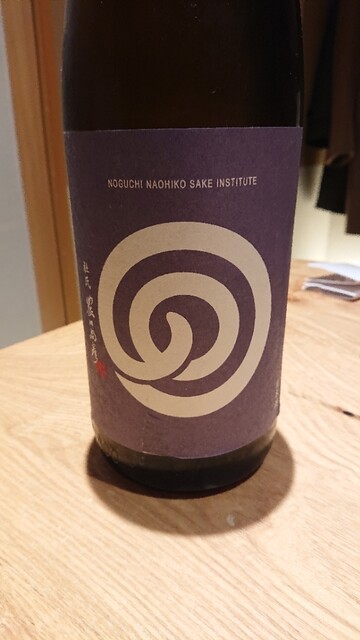 NOGUCHI NAOHIKO SAKE INSTITUTE
杜氏 農口尚彦